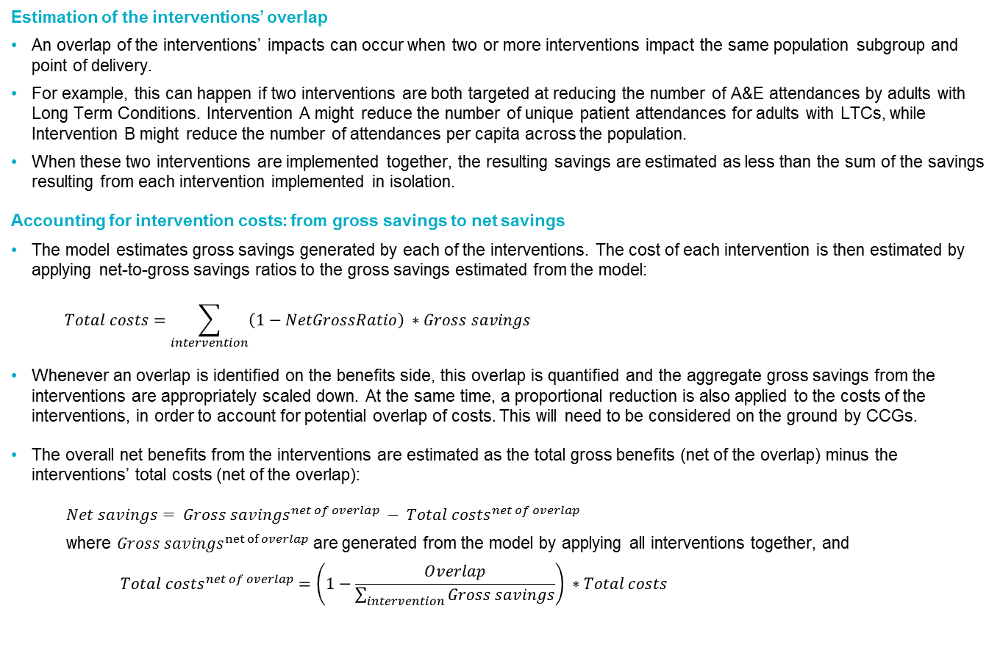 Estimation of the interventions' overlap
• An overlap of the interventions' impacts can occur when two or more interventions impact the same population subgroup and
point of delivery.
• For example, this can happen if two interventions are both targeted at reducing the number of A&E attendances by adults with
Long Term Conditions. Intervention A might reduce the number of unique patient attendances for adults with LTCs, while
Intervention B might reduce the number of attendances per capita across the population.
• When these two interventions are implemented together, the resulting savings are estimated as less than the sum of the savings
resulting from each intervention implemented in isolation.
Accounting for intervention costs: from gross savings to net savings
• The model estimates gross savings generated by each of the interventions. The cost of each intervention is then estimated by
applying net-to-gross savings ratios to the gross savings estimated from the model:
Total costs = ∑ (1 − NetGrossRatio) * Gross savings
intervention
• Whenever an overlap is identified on the benefits side, this overlap is quantified and the aggregate gross savings from the
interventions are appropriately scaled down. At the same time, a proportional reduction is also applied to the costs of the
interventions, in order to account for potential overlap of costs. This will need to be considered on the ground by CCGs.
• The overall net benefits from the interventions are estimated as the total gross benefits (net of the overlap) minus the
interventions' total costs (net of the overlap):
Net savings = Gross savings^net of overlap − Total costs^net of overlap
where Gross savings^net of overlap are generated from the model by applying all interventions together, and
Total costs^net of overlap = (1 − Overlap / ∑intervention Gross savings) * Total costs